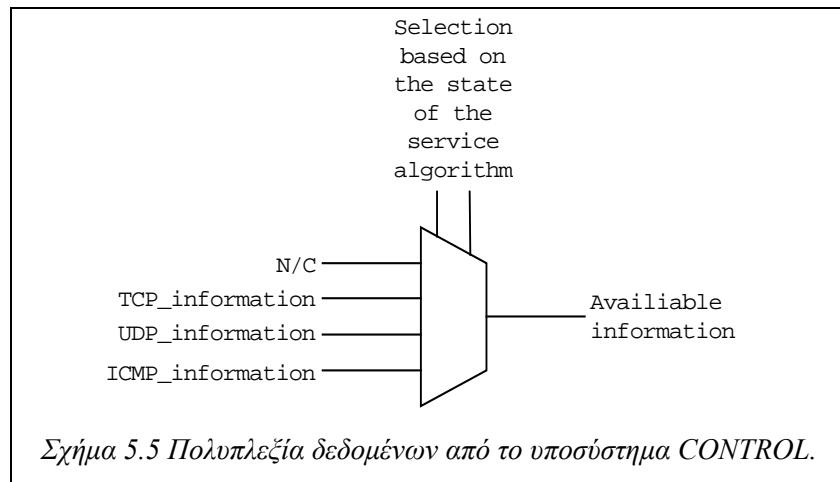 Selection
based on
the state
of the
service
algorithm
N/C
TCP_information
UDP_information
ICMP_information
Availiable
information
Σχήμα 5.5 Πολυπλεξία δεδομένων από το υποσύστημα CONTROL.